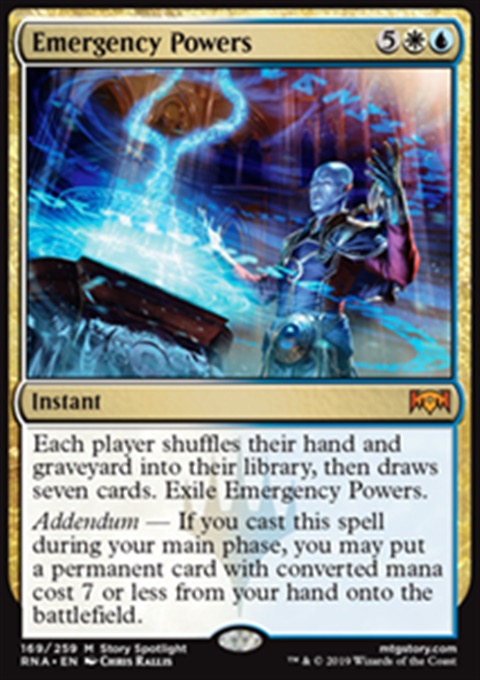 Emergency Powers 5
Instant
Each player shuffles their hand and
graveyard into their library, then draws
seven cards. Exile Emergency Powers.
Addendum — If you cast this spell
during your main phase, you may put
a permanent card with converted mana
cost 7 or less from your hand onto the
battlefield.
169/259 M Story Spotlight mtgstory.com
RNA • EN Chris Rallis ™ & © 2019 Wizards of the Coast